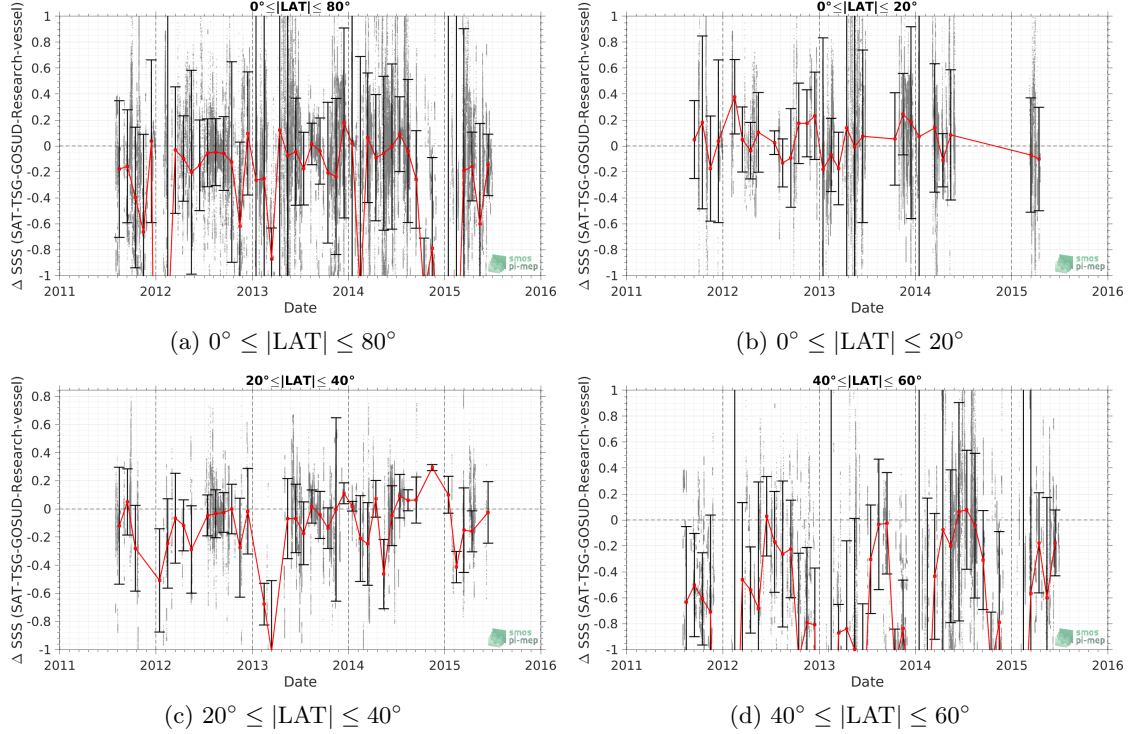 0°≤|LAT|≤ 80°
Δ SSS (SAT-TSG-GOSUD-Research-vessel)
1
0.8
0.6
0.4
0.2
0
-0.2
-0.4
-0.6
-0.8
-1
smos
pi-mep
2011 2012 2013 2014 2015 2016
Date
(a) 0° ≤ |LAT| ≤ 80°
0°≤|LAT|≤ 20°
Δ SSS (SAT-TSG-GOSUD-Research-vessel)
1
0.8
0.6
0.4
0.2
0
-0.2
-0.4
-0.6
-0.8
-1
smos
pi-mep
2011 2012 2013 2014 2015 2016
Date
(b) 0° ≤ |LAT| ≤ 20°
20°≤|LAT|≤ 40°
Δ SSS (SAT-TSG-GOSUD-Research-vessel)
0.8
0.6
0.4
0.2
0
-0.2
-0.4
-0.6
-0.8
-1
smos
pi-mep
2011 2012 2013 2014 2015 2016
Date
(c) 20° ≤ |LAT| ≤ 40°
40°≤|LAT|≤ 60°
Δ SSS (SAT-TSG-GOSUD-Research-vessel)
1
0.8
0.6
0.4
0.2
0
-0.2
-0.4
-0.6
-0.8
-1
smos
pi-mep
2011 2012 2013 2014 2015 2016
Date
(d) 40° ≤ |LAT| ≤ 60°